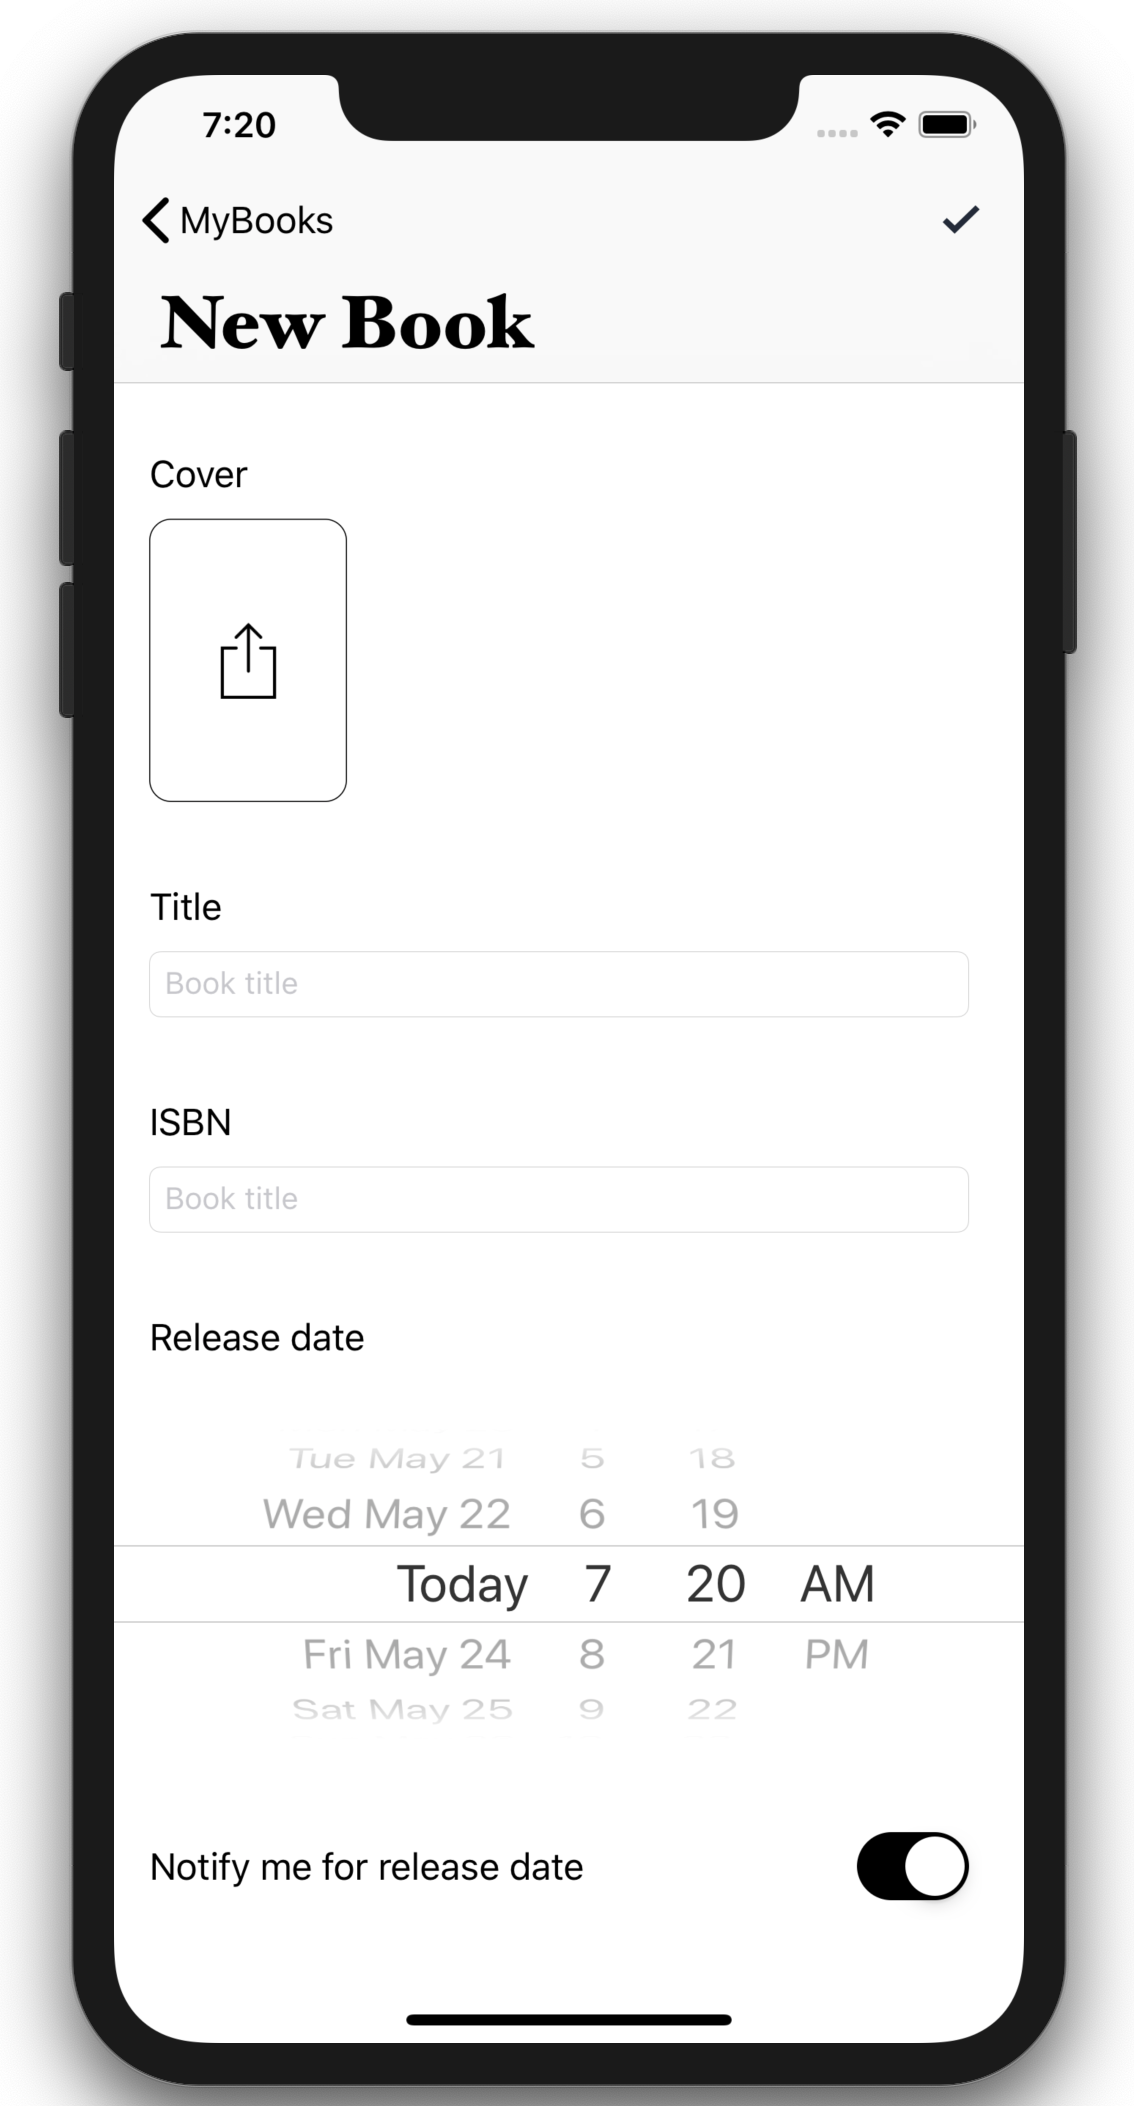 7:20
MyBooks
New Book
Cover
Title
Book title
ISBN
Book title
Release date
Tue May 21 5 18
Wed May 22 6 19
Today 7 20 AM
Fri May 24 8 21 PM
Sat May 25 9 22
Notify me for release date